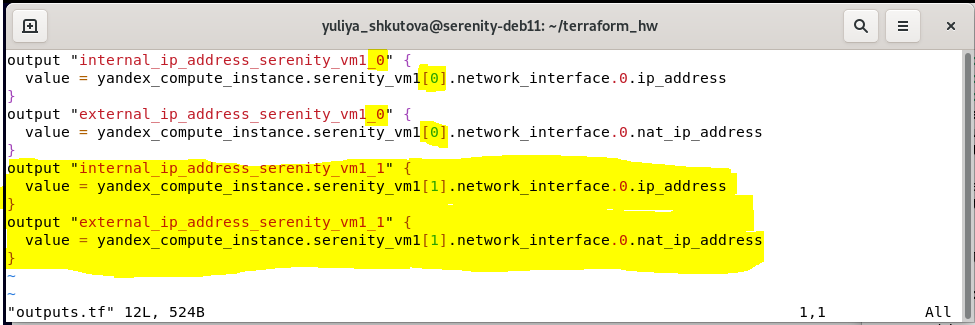 yuliya_shkutova@serenity-deb11: ~/terraform_hw
output "internal_ip_address_serenity_vm1_0" {
  value = yandex_compute_instance.serenity_vm1[0].network_interface.0.ip_address
}
output "external_ip_address_serenity_vm1_0" {
  value = yandex_compute_instance.serenity_vm1[0].network_interface.0.nat_ip_address
}
output "internal_ip_address_serenity_vm1_1" {
  value = yandex_compute_instance.serenity_vm1[1].network_interface.0.ip_address
}
output "external_ip_address_serenity_vm1_1" {
  value = yandex_compute_instance.serenity_vm1[1].network_interface.0.nat_ip_address
}
~
~
"outputs.tf" 12L, 524B 1,1 All